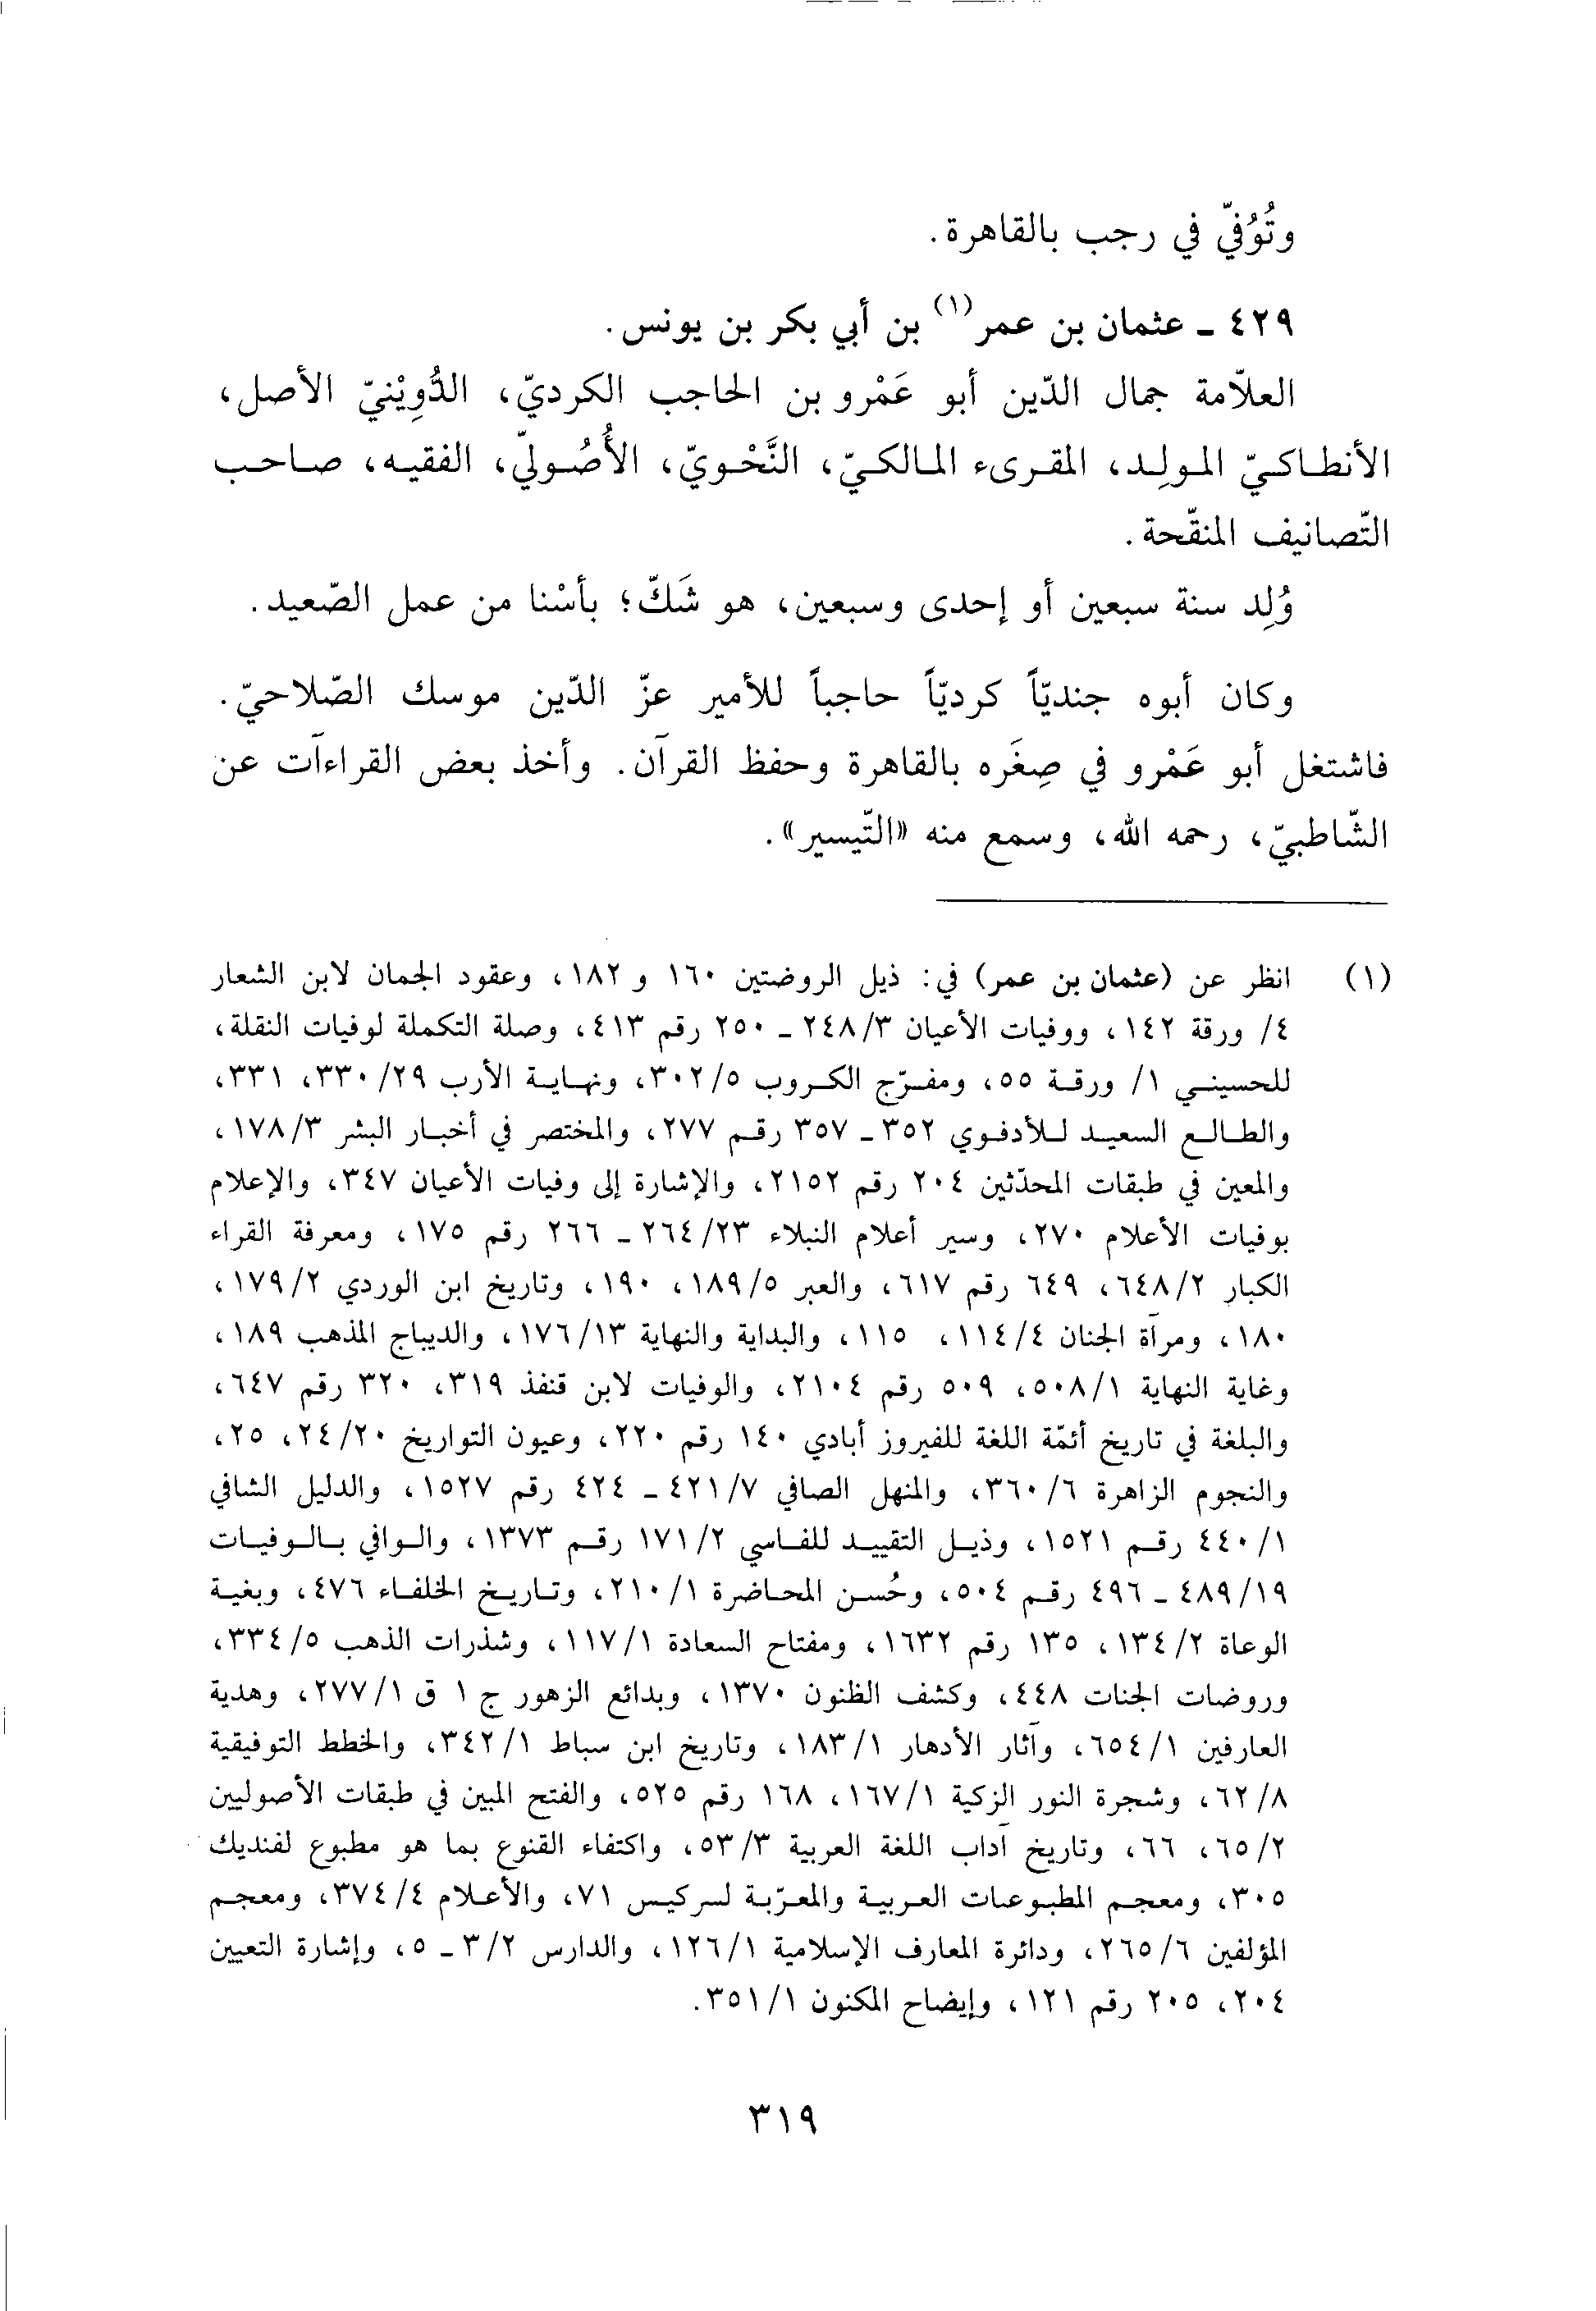 وتُوُفيّ في رجب بالقاهرة.
٤٢٩ ـ عثمان بن عمر(١) بن أبي بكر بن يونس.
العلاّمة جمال الدّين أبو عَمْرو بن الحاجب الكرديّ، الدُّوِيْنيّ الأصل،
الأنطاكيّ المولِد، المقرىء المالكيّ، النَّحْويّ، الأُصُوليّ، الفقيه، صاحب
التّصانيف المنقّحة.
وُلِد سنة سبعين أو إحدى وسبعين، هو شَكّ؛ بأسْنا من عمل الصّعيد.
وكان أبوه جنديّاً كرديّاً حاجباً للأمير عزّ الدّين موسك الصّلاحيّ.
فاشتغل أبو عَمْرو في صِغَره بالقاهرة وحفظ القرآن. وأخذ بعض القراءآت عن
الشّاطبيّ، رحمه الله، وسمع منه «التّيسير».
(١) انظر عن (عثمان بن عمر) في: ذيل الروضتين ١٦٠ و ١٨٢، وعقود الجمان لابن الشعار
٤/ ورقة ١٤٢، ووفيات الأعيان ٢٤٨/٣ ـ ٢٥٠ رقم ٤١٣، وصلة التكملة لوفيات النقلة،
للحسيني ١/ ورقة ٥٥، ومفرّج الكروب ٣٠٢/٥، ونهاية الأرب ٣٣٠/٢٩، ٣٣١،
والطالع السعيد للأدفوي ٣٥٢ ـ ٣٥٧ رقم ٢٧٧، والمختصر في أخبار البشر ١٧٨/٣،
والمعين في طبقات المحدّثين ٢٠٤ رقم ٢١٥٢، والإشارة إلى وفيات الأعيان ٣٤٧، والإعلام
بوفيات الأعلام ٢٧٠، وسير أعلام النبلاء ٢٦٤/٢٣ ـ ٢٦٦ رقم ١٧٥، ومعرفة القراء
الكبار ٦٤٨/٢، ٦٤٩ رقم ٦١٧، والعبر ١٨٩/٥، ١٩٠، وتاريخ ابن الوردي ١٧٩/٢،
١٨٠، ومرآة الجنان ١١٤/٤، ١١٥، والبداية والنهاية ١٧٦/١٣، والديباج المذهب ١٨٩،
وغاية النهاية ٥٠٨/١، ٥٠٩ رقم ٢١٠٤، والوفيات لابن قنفذ ٣١٩، ٣٢٠ رقم ٦٤٧،
والبلغة في تاريخ أئمّة اللغة للفيروز أبادي ١٤٠ رقم ٢٢٠، وعيون التواريخ ٢٤/٢٠، ٢٥،
والنجوم الزاهرة ٣٦٠/٦، والمنهل الصافي ٤٢١/٧ ـ ٤٢٤ رقم ١٥٢٧، والدليل الشافي
٤٤٠/١ رقم ١٥٢١، وذيل التقييد للفاسي ١٧١/٢ رقم ١٣٧٣، والوافي بالوفيات
٤٨٩/١٩ ـ ٤٩٦ رقم ٥٠٤، وحُسن المحاضرة ٢١٠/١، وتاريخ الخلفاء ٤٧٦، وبغية
الوعاة ١٣٤/٢، ١٣٥ رقم ١٦٣٢، ومفتاح السعادة ١١٧/١، وشذرات الذهب ٣٣٤/٥،
وروضات الجنات ٤٤٨، وكشف الظنون ١٣٧٠، وبدائع الزهور ج ١ ق ٢٧٧/١، وهدية
العارفين ٦٥٤/١، وآثار الأدهار ١٨٣/١، وتاريخ ابن سباط ٣٤٢/١، والخطط التوفيقية
٦٢/٨، وشجرة النور الزكية ١٦٧/١، ١٦٨ رقم ٥٢٥، والفتح المبين في طبقات الأصوليين
٦٥/٢، ٦٦، وتاريخ آداب اللغة العربية ٥٣/٣، واكتفاء القنوع بما هو مطبوع لفنديك
٣٠٥، ومعجم المطبوعات العربية والمعرّبة لسركيس ٧١، والأعلام ٣٧٤/٤، ومعجم
المؤلفين ٢٦٥/٦، ودائرة المعارف الإسلامية ١٢٦/١، والدارس ٣/٢ ـ ٥، وإشارة التعيين
٢٠٤، ٢٠٥ رقم ١٢١، وإيضاح المكنون ٣٥١/١.
٣١٩